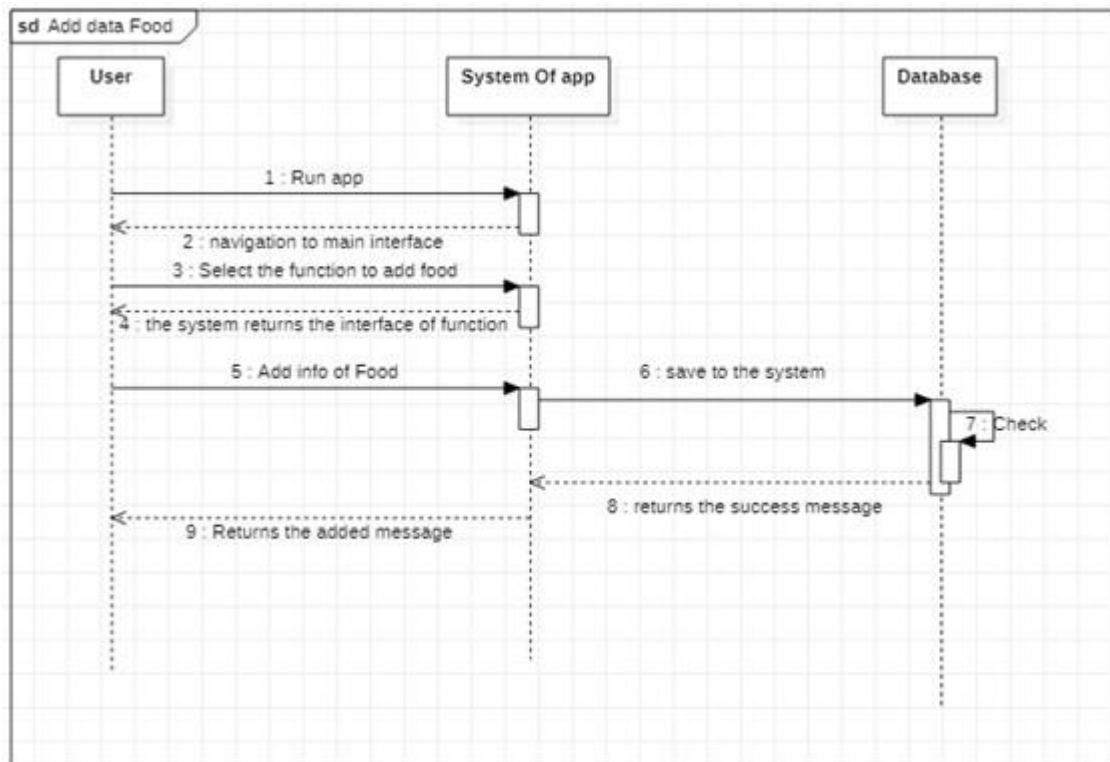 sd Add data Food
User
System Of app
Database
1 : Run app
2 : navigation to main interface
3 : Select the function to add food
4 : the system returns the interface of function
5 : Add info of Food
6 : save to the system
7 : Check
8 : returns the success message
9 : Returns the added message